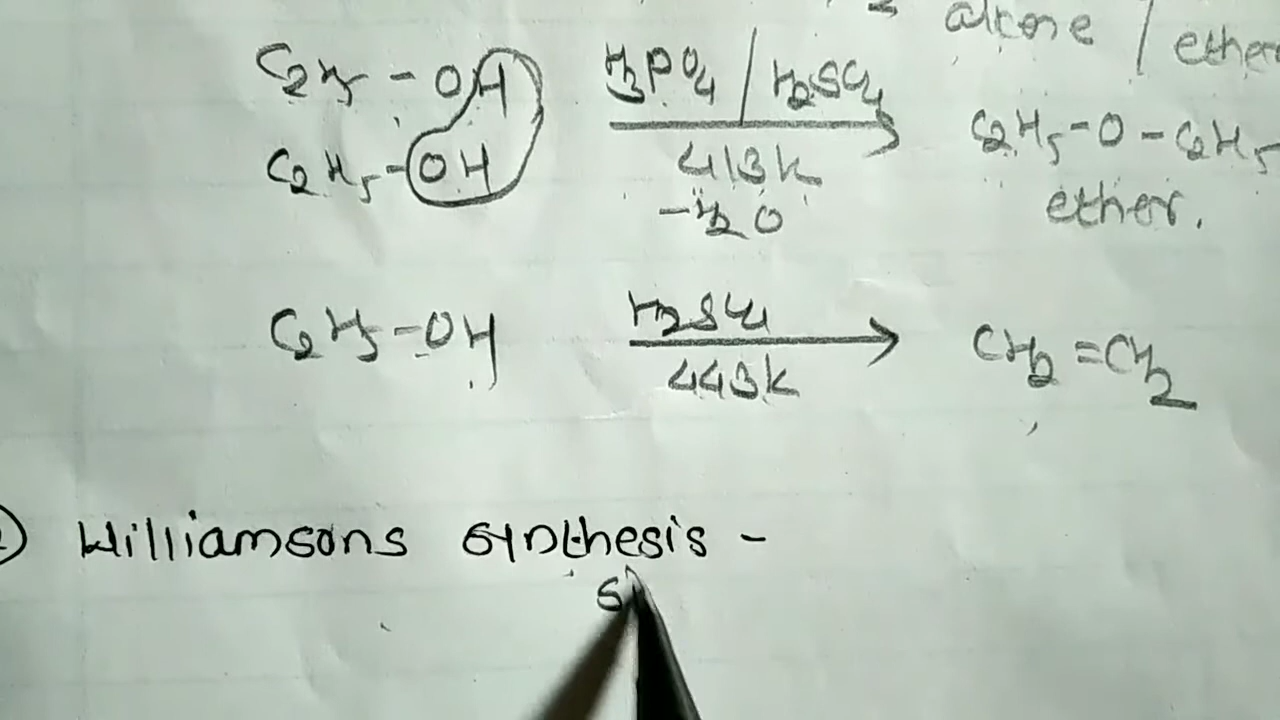 alkene / ether
C2H5 - OH H3PO4 / H2SO4
C2H5-OH 413K C2H5-O-C2H5
-H2O ether.
C2H5-OH H2SO4 CH2=CH2
443K
Williamsons synthesis -
S